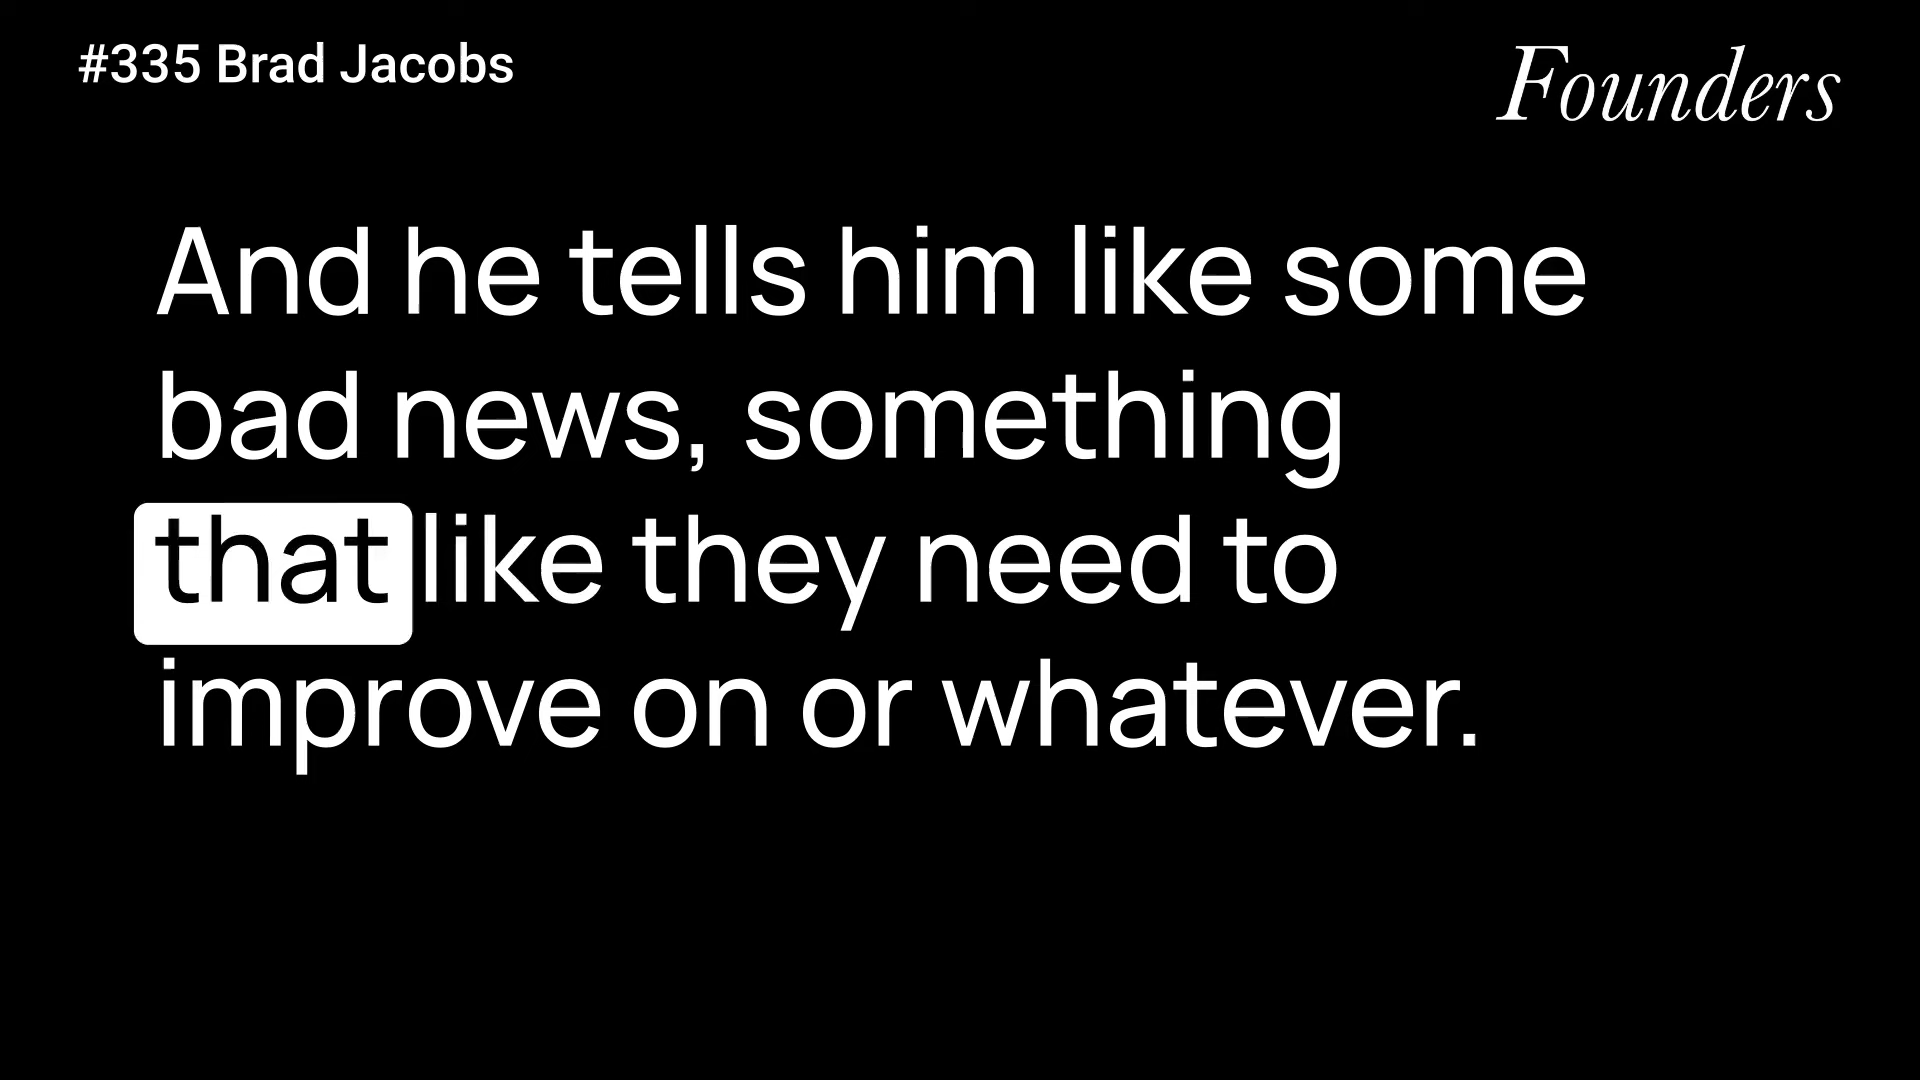 #335 Brad Jacobs
Founders
And he tells him like some
bad news, something
that like they need to
improve on or whatever.